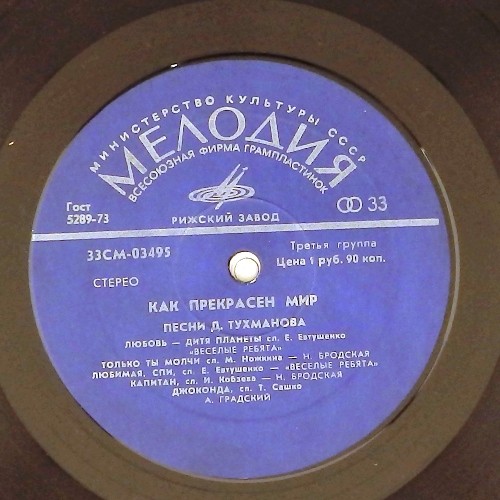 МИНИСТЕРСТВО КУЛЬТУРЫ СССР
МЕЛОДИЯ
ВСЕСОЮЗНАЯ ФИРМА ГРАМПЛАСТИНОК
Гост
5289-73
РИЖСКИЙ ЗАВОД
33
33СМ-03495
Третья группа
Цена 1 руб. 90 коп.
СТЕРЕО
КАК ПРЕКРАСЕН МИР
ПЕСНИ Д. ТУХМАНОВА
ЛЮБОВЬ — ДИТЯ ПЛАНЕТЫ сл. Е. Евтушенко
«ВЕСЕЛЫЕ РЕБЯТА»
ТОЛЬКО ТЫ МОЛЧИ сл. М. Ножкина — Н. БРОДСКАЯ
ЛЮБИМАЯ, СПИ, сл. Е. Евтушенко — «ВЕСЕЛЫЕ РЕБЯТА»
КАПИТАН, сл. И. Кобзева — Н. БРОДСКАЯ
ДЖОКОНДА, сл. Т. Сашко
А. ГРАДСКИЙ